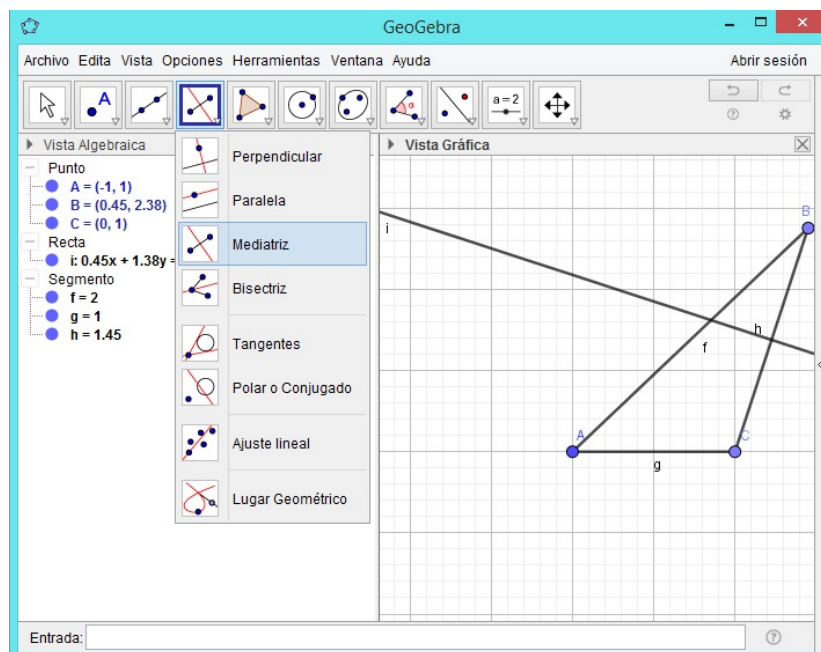 GeoGebra
Archivo Edita Vista Opciones Herramientas Ventana Ayuda
Abrir sesión
A
α
a=2
Vista Algebraica
Punto
A = (-1, 1)
B = (0.45, 2.38)
C = (0, 1)
Recta
i: 0.45x + 1.38y =
Segmento
f = 2
g = 1
h = 1.45
Perpendicular
Paralela
Mediatriz
Bisectriz
Tangentes
Polar o Conjugado
Ajuste lineal
Lugar Geométrico
Vista Gráfica
i
B
h
f
A
C
g
Entrada: